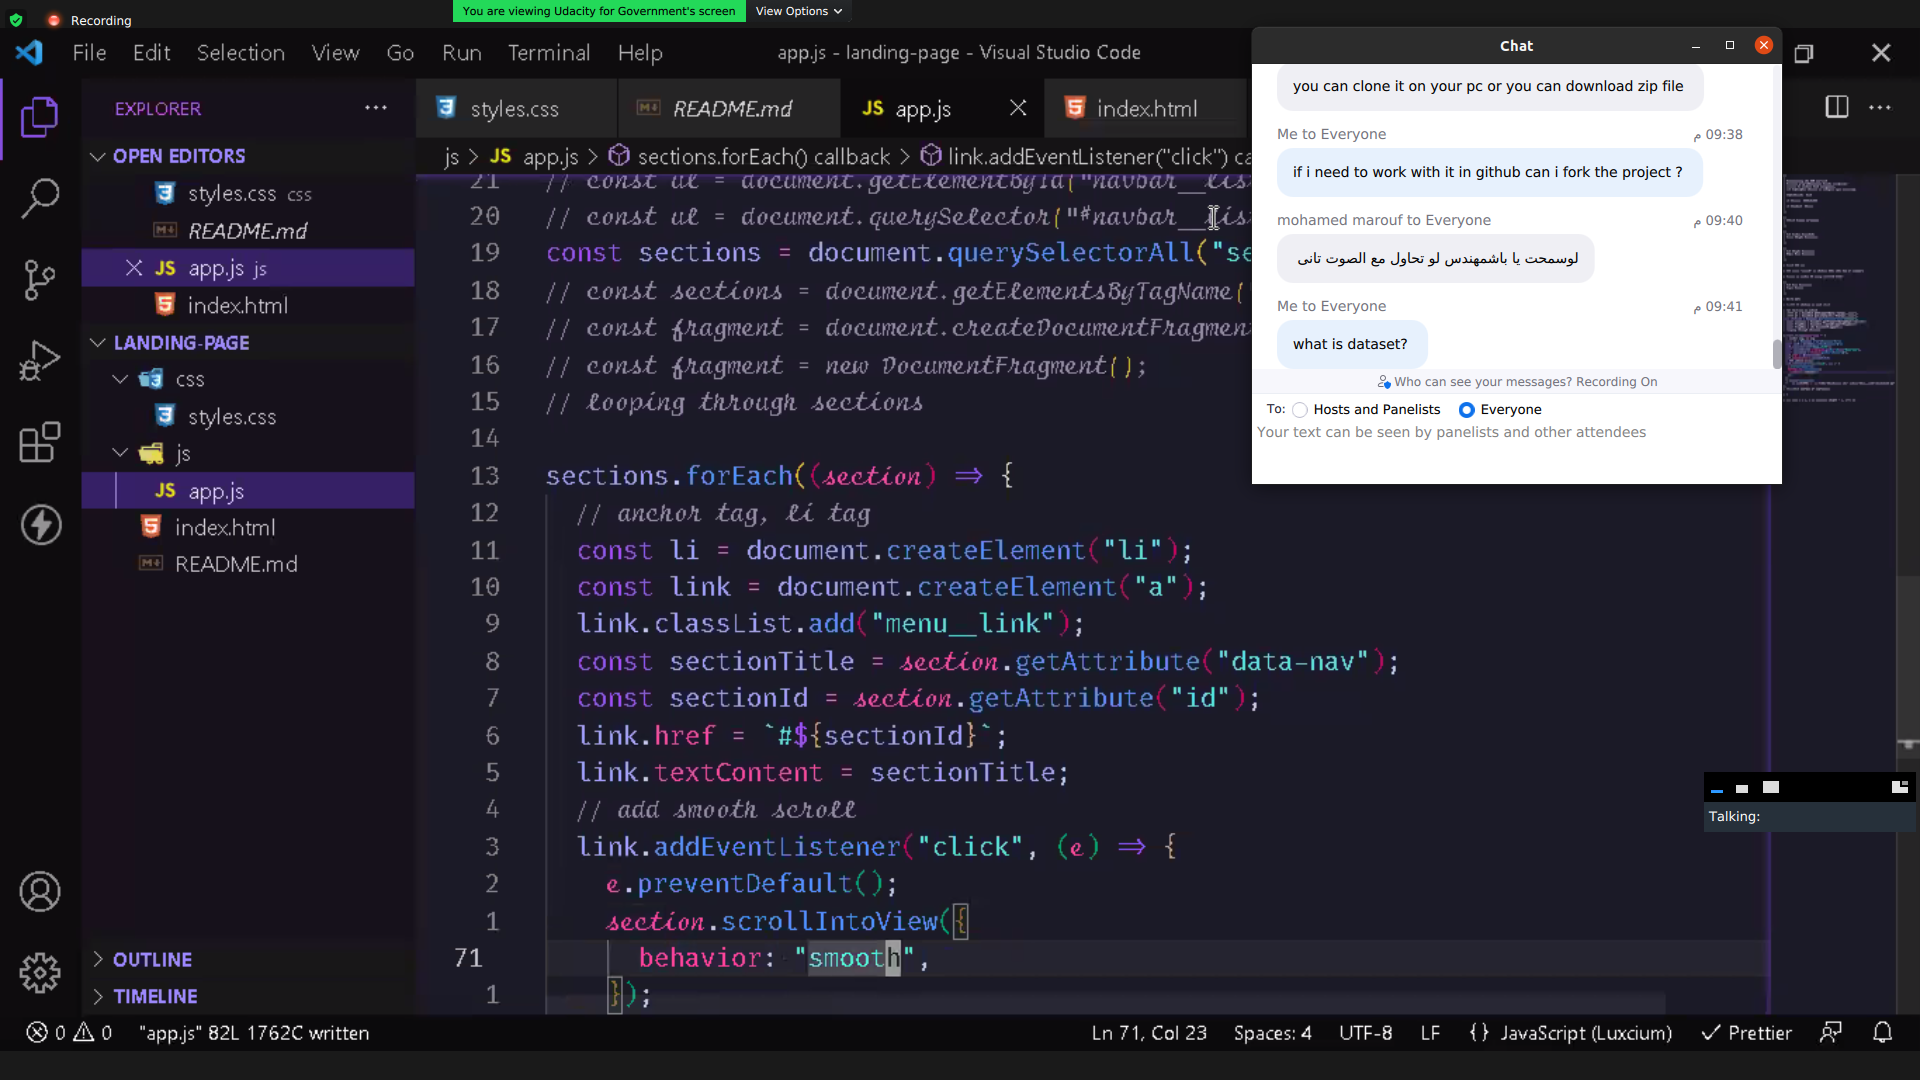 Recording
You are viewing Udacity for Government's screen
View Options
File Edit Selection View Go Run Terminal Help
app.js - landing-page - Visual Studio Code
EXPLORER
OPEN EDITORS
styles.css css
README.md
app.js js
index.html
LANDING-PAGE
css
styles.css
js
app.js
index.html
README.md
OUTLINE
TIMELINE
styles.css
README.md
JS app.js
index.html
js > JS app.js > sections.forEach() callback > link.addEventListener("click") ca
21 // const ul = document.getElementById("navbar__lis
20 // const ul = document.querySelector("#navbar__lis
19 const sections = document.querySelectorAll("se
18 // const sections = document.getElementsByTagName(
17 // const fragment = document.createDocumentFragmen
16 // const fragment = new DocumentFragment();
15 // looping through sections
14
13 sections.forEach((section) => {
12 // anchor tag, li tag
11 const li = document.createElement("li");
10 const link = document.createElement("a");
9 link.classList.add("menu__link");
8 const sectionTitle = section.getAttribute("data-nav");
7 const sectionId = section.getAttribute("id");
6 link.href = `#${sectionId}`;
5 link.textContent = sectionTitle;
4 // add smooth scroll
3 link.addEventListener("click", (e) => {
2 e.preventDefault();
1 section.scrollIntoView({
71 behavior: "smooth",
1 });
Chat
you can clone it on your pc or you can download zip file
Me to Everyone 09:38 م
if i need to work with it in github can i fork the project ?
mohamed marouf to Everyone 09:40 م
لوسمحت يا باشمهندس لو تحاول مع الصوت تانى
Me to Everyone 09:41 م
what is dataset?
Who can see your messages? Recording On
To: Hosts and Panelists Everyone
Your text can be seen by panelists and other attendees
Talking:
0 0 "app.js" 82L 1762C written
Ln 71, Col 23 Spaces: 4 UTF-8 LF {} JavaScript (Luxcium) Prettier